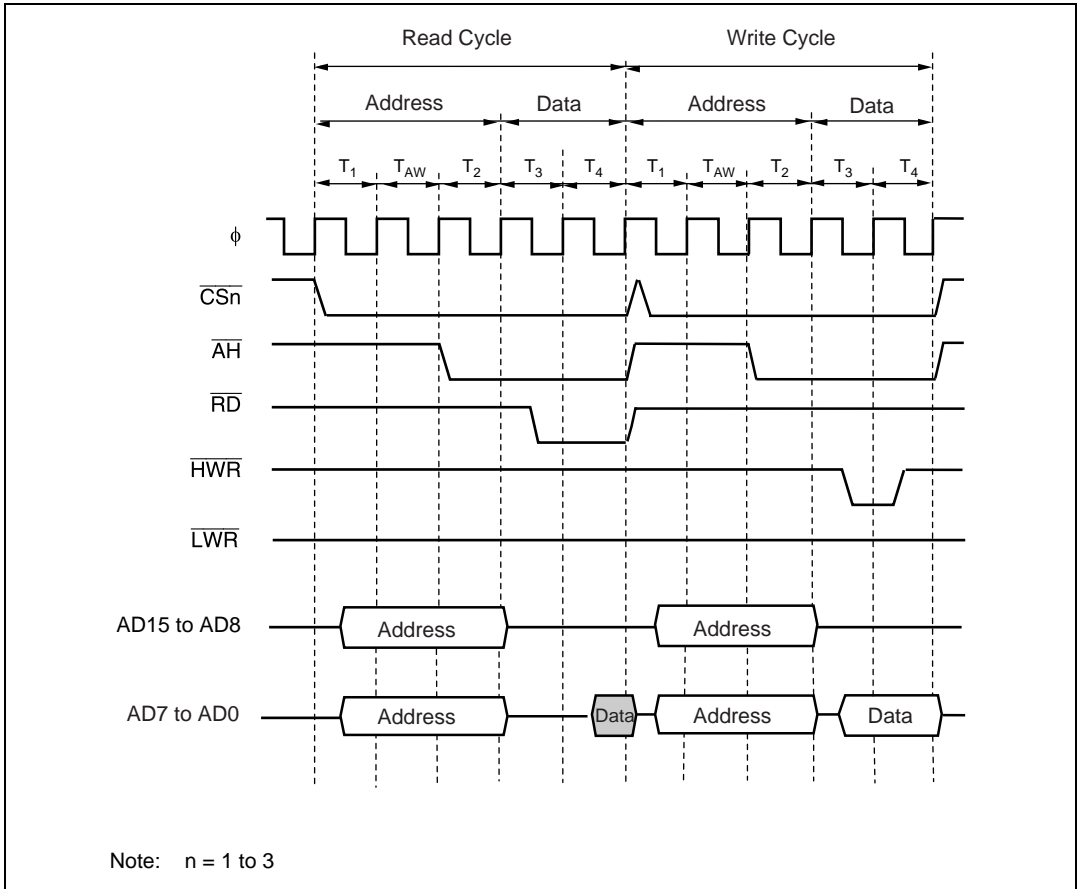 Read Cycle Write Cycle
Address Data Address Data
T1 TAW T2 T3 T4 T1 TAW T2 T3 T4
ϕ
CSn
AH
RD
HWR
LWR
AD15 to AD8 Address Address
AD7 to AD0 Address Data Address Data
Note: n = 1 to 3